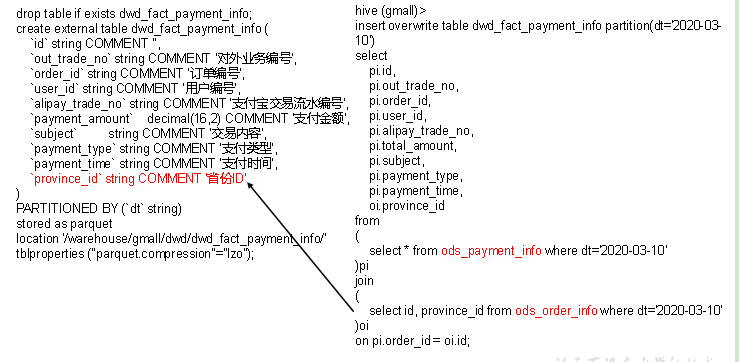 drop table if exists dwd_fact_payment_info;
create external table dwd_fact_payment_info (
`id` string COMMENT '',
`out_trade_no` string COMMENT '对外业务编号',
`order_id` string COMMENT '订单编号',
`user_id` string COMMENT '用户编号',
`alipay_trade_no` string COMMENT '支付宝交易流水编号',
`payment_amount` decimal(16,2) COMMENT '支付金额',
`subject` string COMMENT '交易内容',
`payment_type` string COMMENT '支付类型',
`payment_time` string COMMENT '支付时间',
`province_id` string COMMENT '省份ID'
)
PARTITIONED BY (`dt` string)
stored as parquet
location '/warehouse/gmall/dwd/dwd_fact_payment_info/'
tblproperties ("parquet.compression"="lzo");
hive (gmall)>
insert overwrite table dwd_fact_payment_info partition(dt='2020-03-
10')
select
pi.id,
pi.out_trade_no,
pi.order_id,
pi.user_id,
pi.alipay_trade_no,
pi.total_amount,
pi.subject,
pi.payment_type,
pi.payment_time,
oi.province_id
from
(
select * from ods_payment_info where dt='2020-03-10'
)pi
join
(
select id, province_id from ods_order_info where dt='2020-03-10'
)oi
on pi.order_id = oi.id;